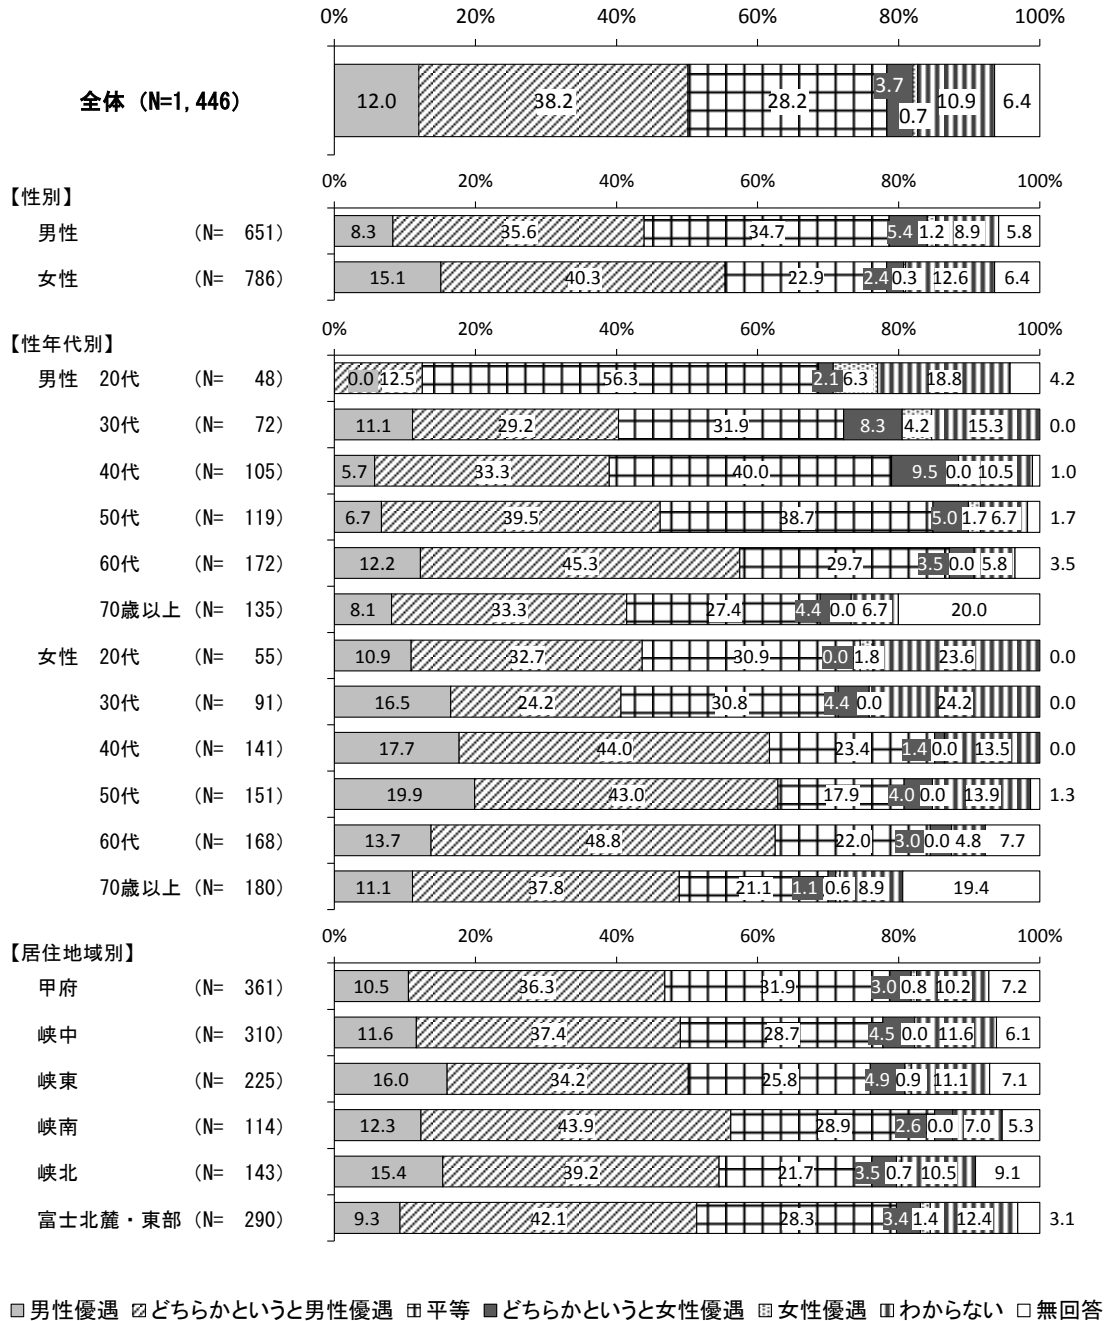 0% 20% 40% 60% 80% 100%
全体 (N=1,446) 12.0 38.2 28.2 3.7 0.7 10.9 6.4
【性別】 0% 20% 40% 60% 80% 100%
男性 (N= 651) 8.3 35.6 34.7 5.4 1.2 8.9 5.8
女性 (N= 786) 15.1 40.3 22.9 2.4 0.3 12.6 6.4
【性年代別】 0% 20% 40% 60% 80% 100%
男性 20代 (N= 48) 0.0 12.5 56.3 2.1 6.3 18.8 4.2
30代 (N= 72) 11.1 29.2 31.9 8.3 4.2 15.3 0.0
40代 (N= 105) 5.7 33.3 40.0 9.5 0.0 10.5 1.0
50代 (N= 119) 6.7 39.5 38.7 5.0 1.7 6.7 1.7
60代 (N= 172) 12.2 45.3 29.7 3.5 0.0 5.8 3.5
70歳以上 (N= 135) 8.1 33.3 27.4 4.4 0.0 6.7 20.0
女性 20代 (N= 55) 10.9 32.7 30.9 0.0 1.8 23.6 0.0
30代 (N= 91) 16.5 24.2 30.8 4.4 0.0 24.2 0.0
40代 (N= 141) 17.7 44.0 23.4 1.4 0.0 13.5 0.0
50代 (N= 151) 19.9 43.0 17.9 4.0 0.0 13.9 1.3
60代 (N= 168) 13.7 48.8 22.0 3.0 0.0 4.8 7.7
70歳以上 (N= 180) 11.1 37.8 21.1 1.1 0.6 8.9 19.4
【居住地域別】 0% 20% 40% 60% 80% 100%
甲府 (N= 361) 10.5 36.3 31.9 3.0 0.8 10.2 7.2
峡中 (N= 310) 11.6 37.4 28.7 4.5 0.0 11.6 6.1
峡東 (N= 225) 16.0 34.2 25.8 4.9 0.9 11.1 7.1
峡南 (N= 114) 12.3 43.9 28.9 2.6 0.0 7.0 5.3
峡北 (N= 143) 15.4 39.2 21.7 3.5 0.7 10.5 9.1
富士北麓・東部 (N= 290) 9.3 42.1 28.3 3.4 1.4 12.4 3.1
男性優遇 どちらかというと男性優遇 平等 どちらかというと女性優遇 女性優遇 わからない 無回答